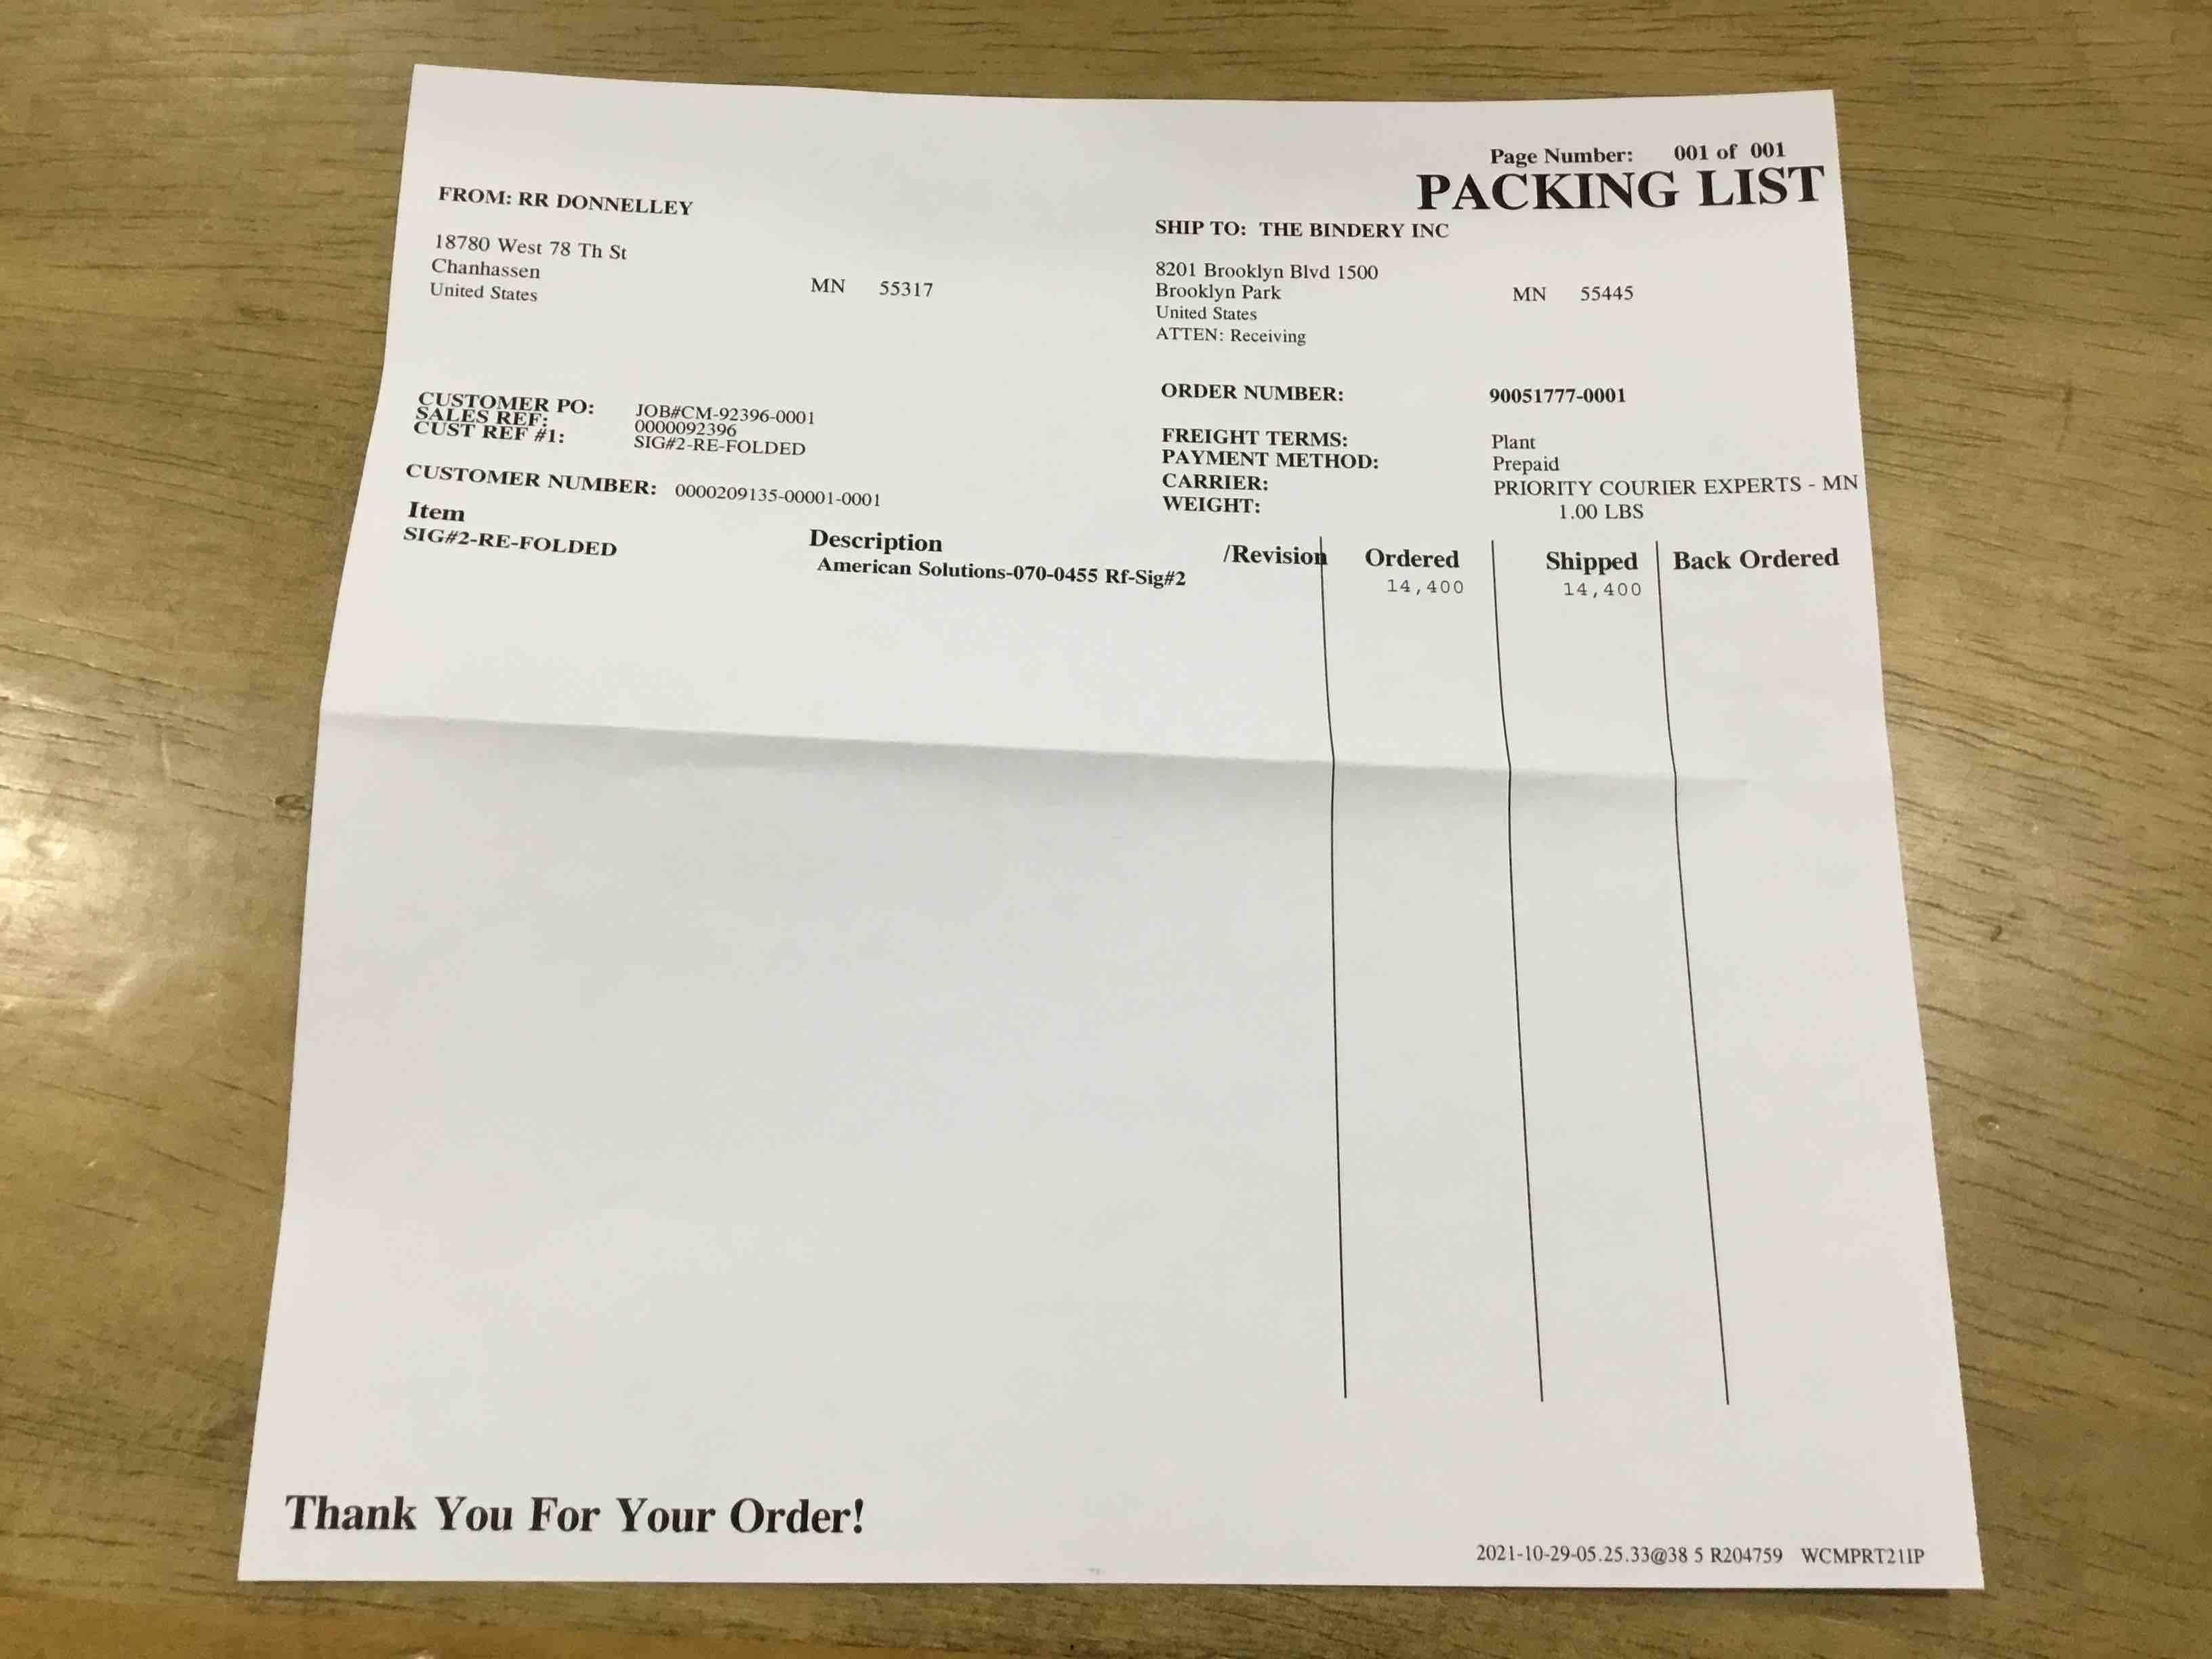 Page Number: 001 of 001
PACKING LIST
FROM: RR DONNELLEY
18780 West 78 Th St
Chanhassen MN 55317
United States
SHIP TO: THE BINDERY INC
8201 Brooklyn Blvd 1500
Brooklyn Park MN 55445
United States
ATTEN: Receiving
CUSTOMER PO: JOB#CM-92396-0001
SALES REF: 0000092396
CUST REF #1: SIG#2-RE-FOLDED
CUSTOMER NUMBER: 0000209135-00001-0001
ORDER NUMBER: 90051777-0001
FREIGHT TERMS: Plant
PAYMENT METHOD: Prepaid
CARRIER: PRIORITY COURIER EXPERTS - MN
WEIGHT: 1.00 LBS
Item Description /Revision Ordered Shipped Back Ordered
SIG#2-RE-FOLDED American Solutions-070-0455 Rf-Sig#2 14,400 14,400
Thank You For Your Order!
2021-10-29-05.25.33@38 5 R204759 WCMPRT21IP